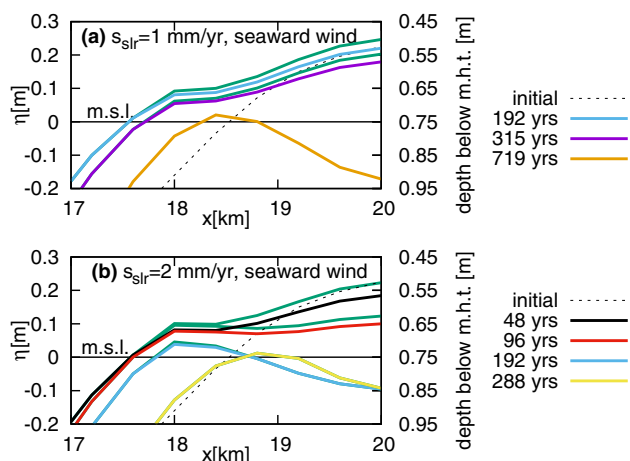 (a) s_slr=1 mm/yr, seaward wind
m.s.l.
η[m]
0.3
0.2
0.1
0
-0.1
-0.2
17 18 19 20
x[km]
0.45
0.55
0.65
0.75
0.85
0.95
depth below m.h.t. [m]
initial
192 yrs
315 yrs
719 yrs
(b) s_slr=2 mm/yr, seaward wind
m.s.l.
η[m]
0.3
0.2
0.1
0
-0.1
-0.2
17 18 19 20
x[km]
0.45
0.55
0.65
0.75
0.85
0.95
depth below m.h.t. [m]
initial
48 yrs
96 yrs
192 yrs
288 yrs